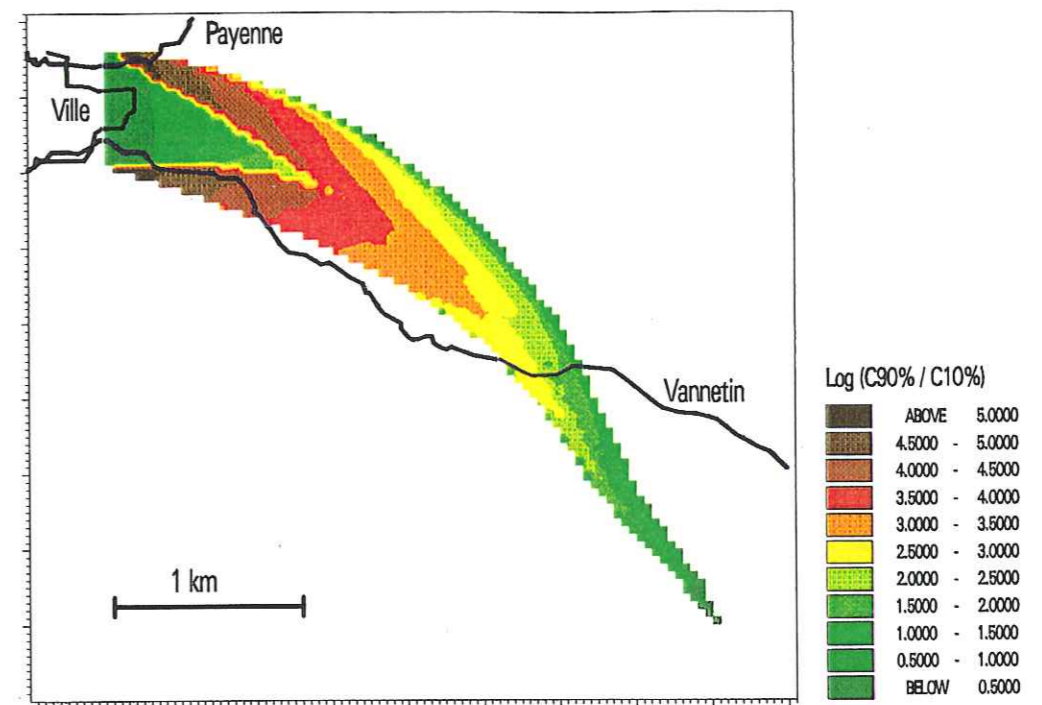 Payenne
Ville
Vannetin
1 km
Log (C90% / C10%)
ABOVE 5.0000
4.5000 - 5.0000
4.0000 - 4.5000
3.5000 - 4.0000
3.0000 - 3.5000
2.5000 - 3.0000
2.0000 - 2.5000
1.5000 - 2.0000
1.0000 - 1.5000
0.5000 - 1.0000
BELOW 0.5000